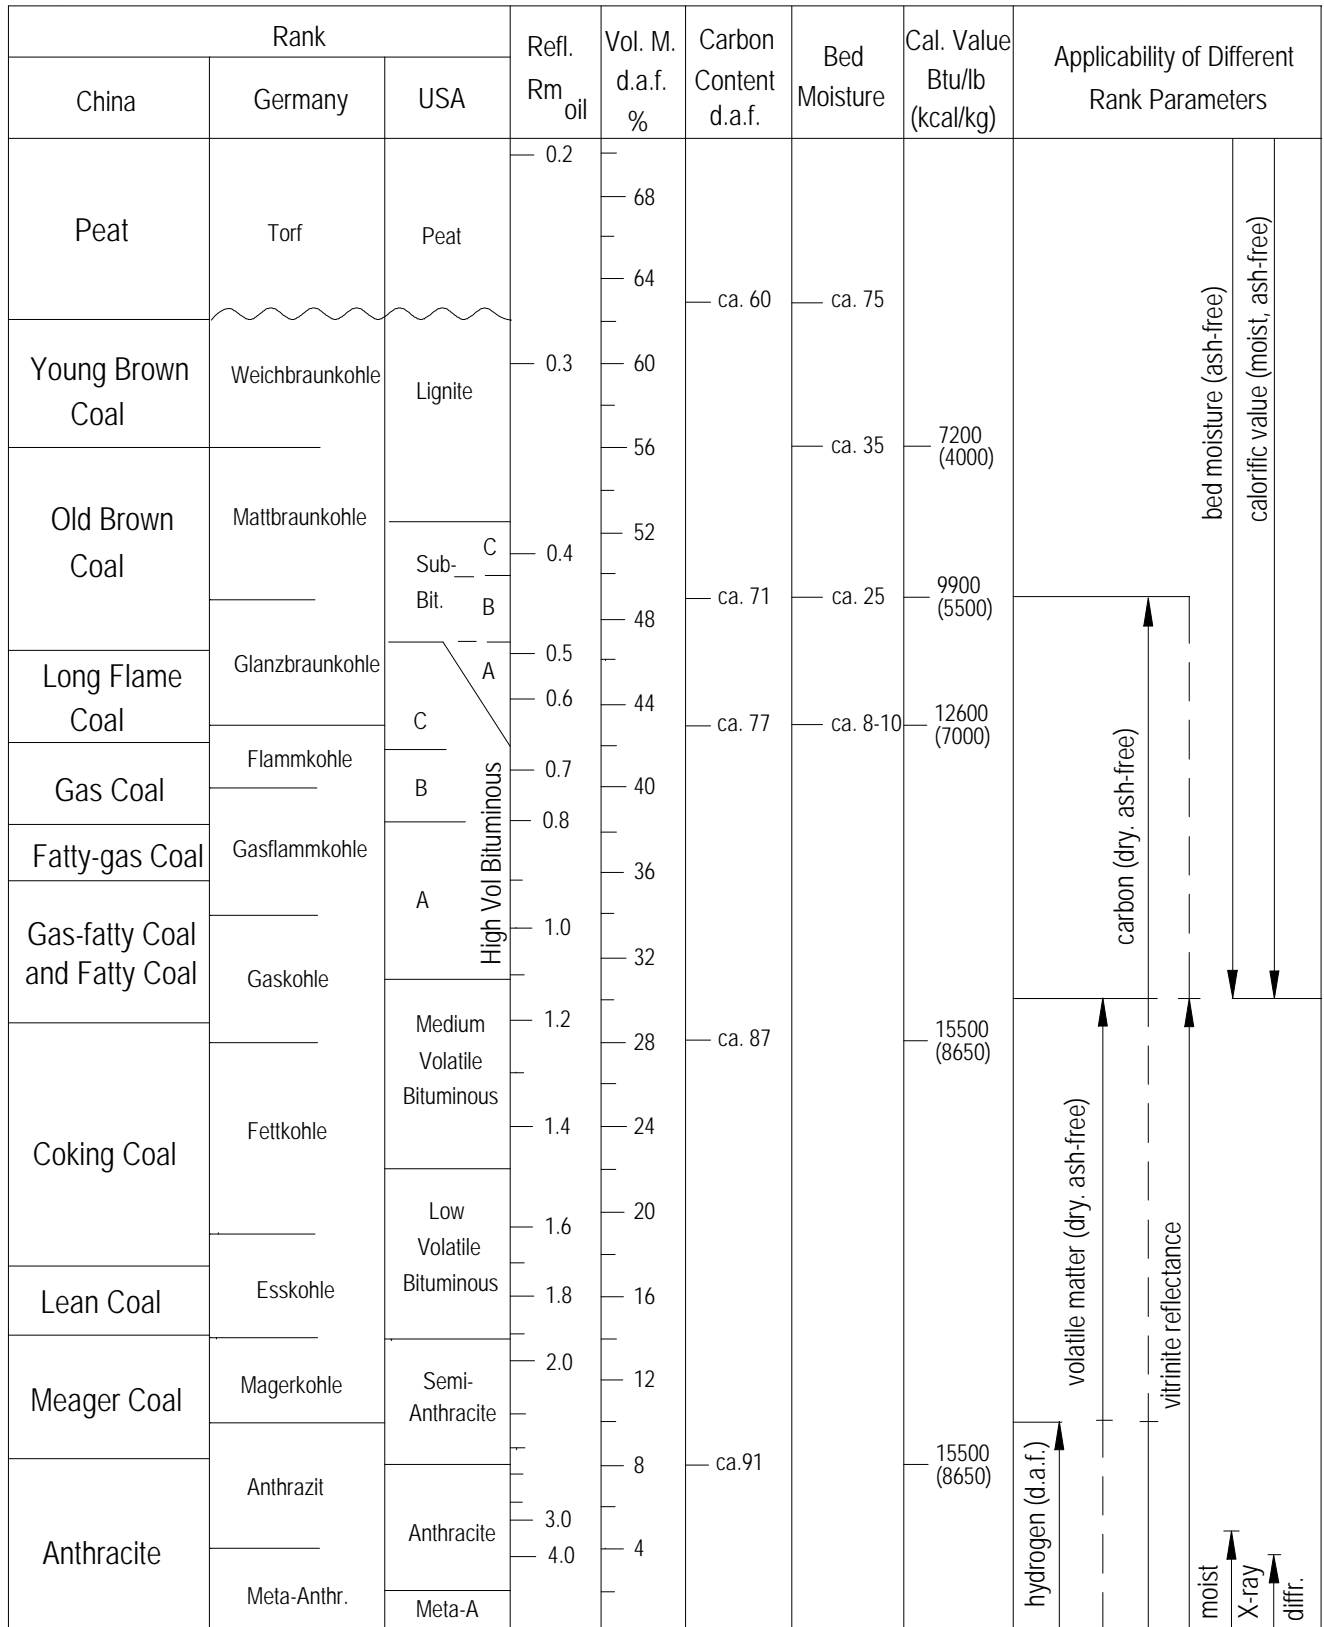 Rank
China
Germany
USA
Refl.
Rm oil
Vol. M.
d.a.f.
%
Carbon
Content
d.a.f.
Bed
Moisture
Cal. Value
Btu/lb
(kcal/kg)
Applicability of Different
Rank Parameters
Peat
Young Brown
Coal
Old Brown
Coal
Long Flame
Coal
Gas Coal
Fatty-gas Coal
Gas-fatty Coal
and Fatty Coal
Coking Coal
Lean Coal
Meager Coal
Anthracite
Torf
Weichbraunkohle
Mattbraunkohle
Glanzbraunkohle
Flammkohle
Gasflammkohle
Gaskohle
Fettkohle
Esskohle
Magerkohle
Anthrazit
Meta-Anthr.
Peat
Lignite
Sub-
Bit.
C
B
A
C
B
A
High Vol Bituminous
Medium
Volatile
Bituminous
Low
Volatile
Bituminous
Semi-
Anthracite
Anthracite
Meta-A
0.2
0.3
0.4
0.5
0.6
0.7
0.8
1.0
1.2
1.4
1.6
1.8
2.0
3.0
4.0
68
64
60
56
52
48
44
40
36
32
28
24
20
16
12
8
4
ca. 60
ca. 71
ca. 77
ca. 87
ca.91
ca. 75
ca. 35
ca. 25
ca. 8-10
7200
(4000)
9900
(5500)
12600
(7000)
15500
(8650)
15500
(8650)
bed moisture (ash-free)
calorific value (moist, ash-free)
carbon (dry. ash-free)
volatile matter (dry. ash-free)
vitrinite reflectance
hydrogen (d.a.f.)
moist
X-ray
diffr.